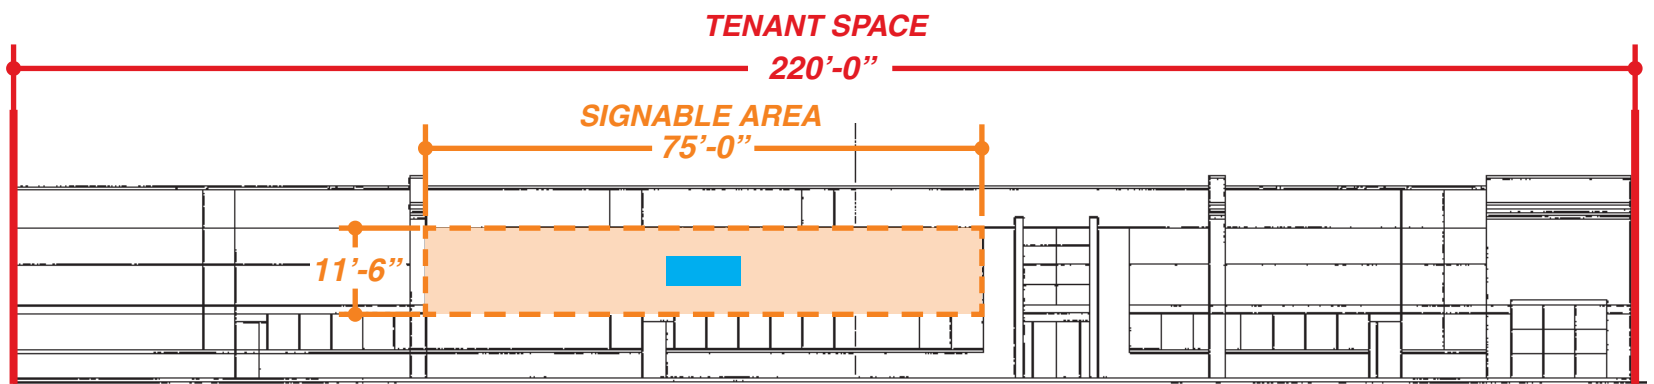 TENANT SPACE
220’-0”
SIGNABLE AREA
75’-0”
11’-6”